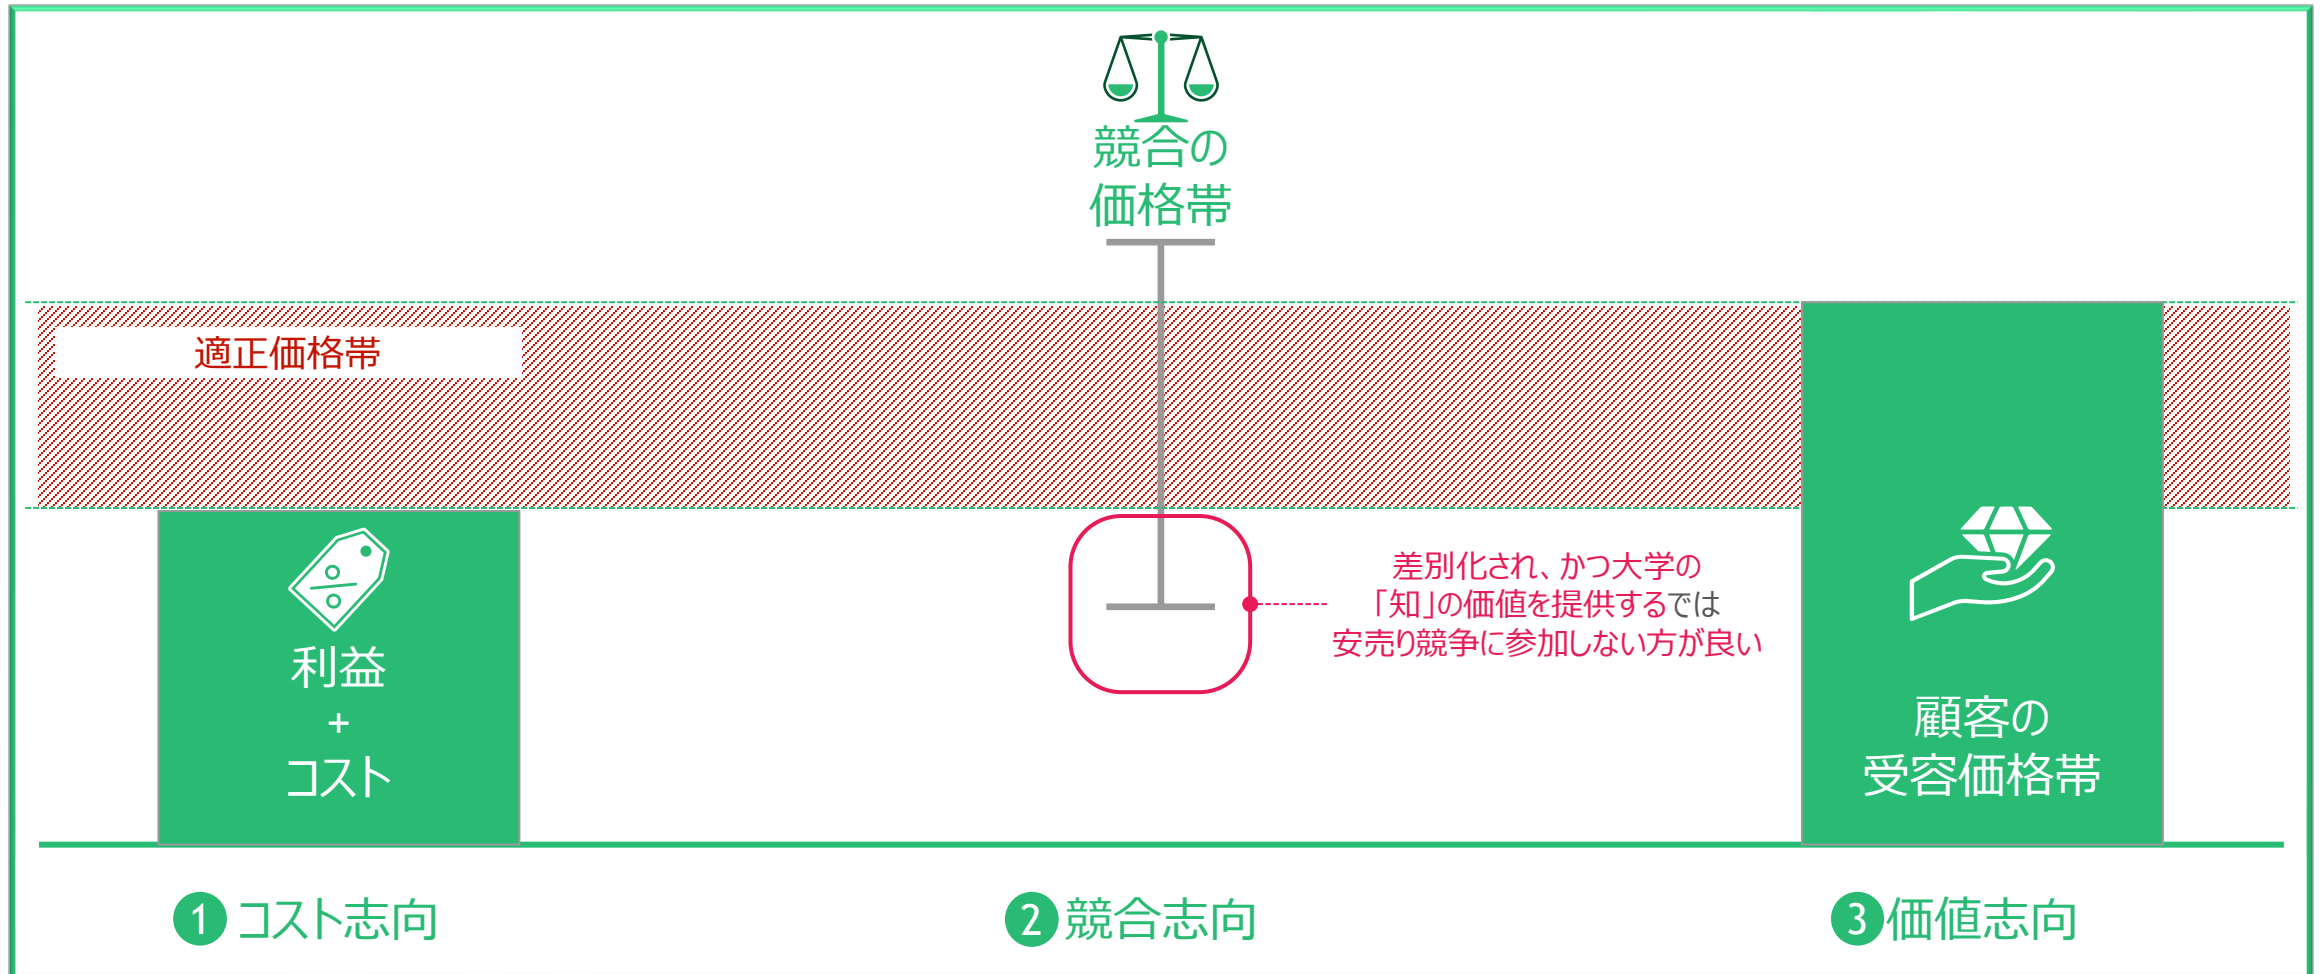 競合の
価格帯
適正価格帯
利益
+
コスト
差別化され、かつ大学の
「知」の価値を提供するでは
安売り競争に参加しない方が良い
顧客の
受容価格帯
1 コスト志向
2 競合志向
3 価値志向